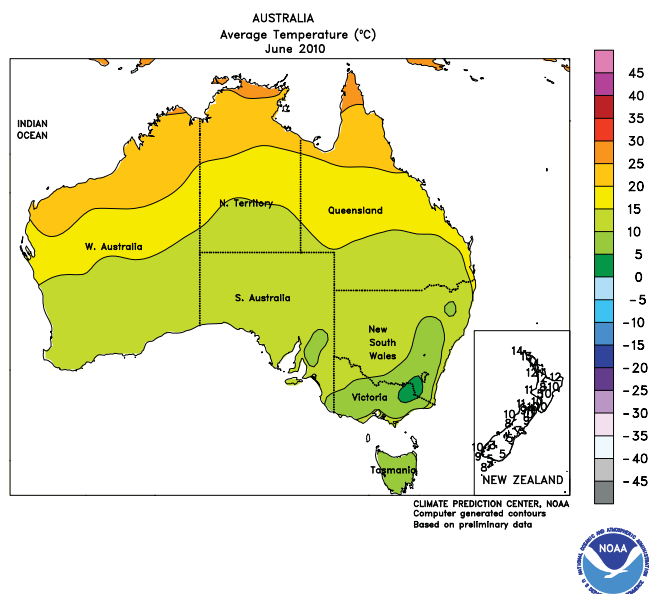 AUSTRALIA
Average Temperature (°C)
June 2010
INDIAN
OCEAN
N. Territory
Queensland
W. Australia
S. Australia
New
South
Wales
Victoria
Tasmania
NEW ZEALAND
45
40
35
30
25
20
15
10
5
0
-5
-10
-15
-20
-25
-30
-35
-40
-45
CLIMATE PREDICTION CENTER, NOAA
Computer generated contours
Based on preliminary data
NOAA